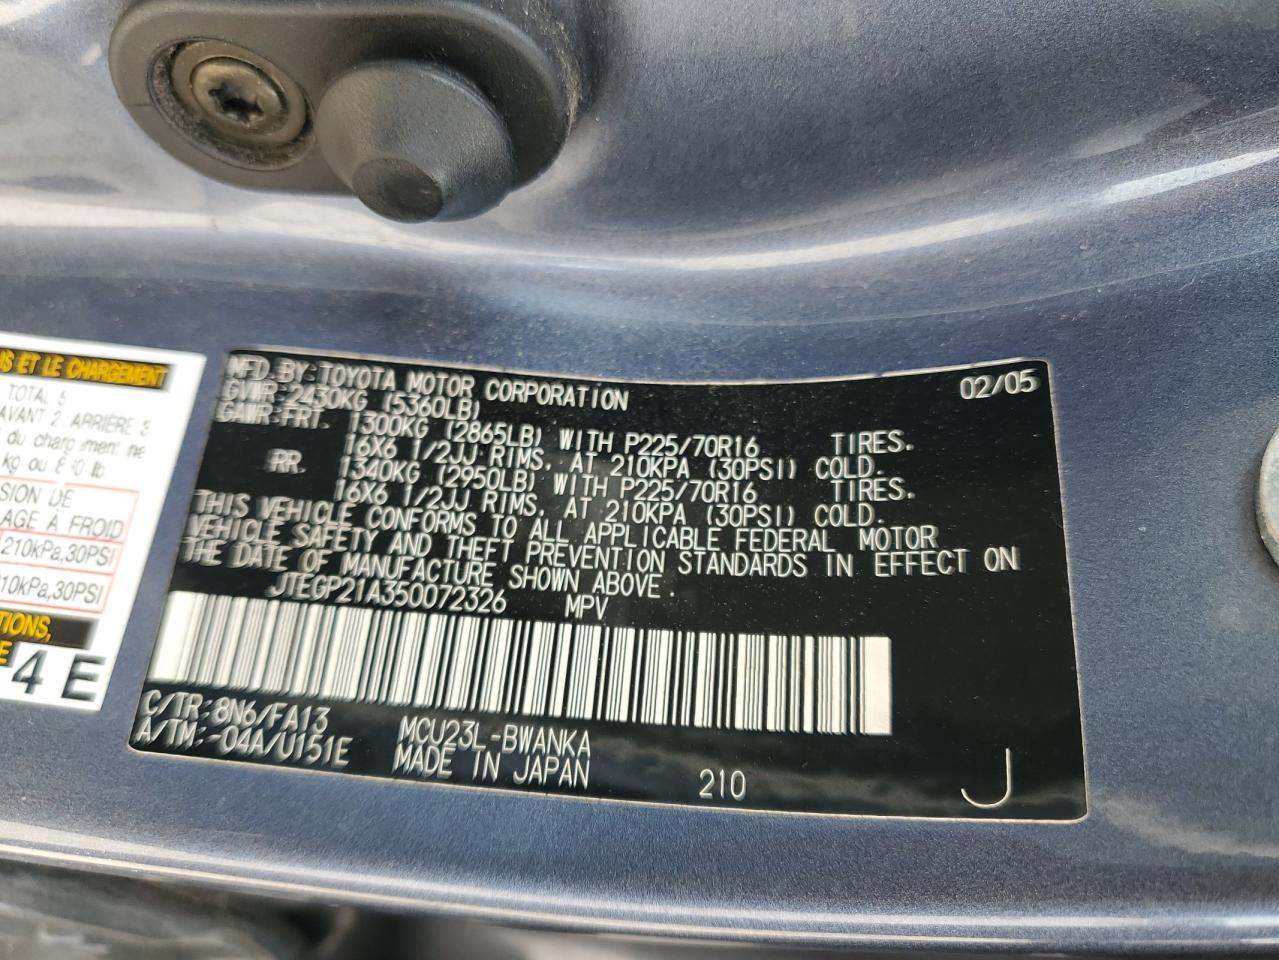 MFD.BY:TOYOTA MOTOR CORPORATION 02/05
GVWR:2430KG (5360LB)
GAWR:FRT. 1300KG (2865LB) WITH P225/70R16 TIRES.
16X6 1/2JJ RIMS, AT 210KPA (30PSI) COLD.
RR. 1340KG (2950LB) WITH P225/70R16 TIRES.
16X6 1/2JJ RIMS, AT 210KPA (30PSI) COLD.
THIS VEHICLE CONFORMS TO ALL APPLICABLE FEDERAL MOTOR
VEHICLE SAFETY AND THEFT PREVENTION STANDARDS IN EFFECT ON
THE DATE OF MANUFACTURE SHOWN ABOVE.
JTEGP21A350072326 MPV
C/TR:8N6/FA13 MCU23L-BWANKA
A/TM:-04A/U151E MADE IN JAPAN 210 J
ET LE CHARGEMENT
TOTAL 5
AVANT 2 ARRIÈRE 3
du chargement ne
kg ou lb
SION DE
AGE À FROID
210kPa,30PSI
10kPa,30PSI
TIONS,
E
4 E